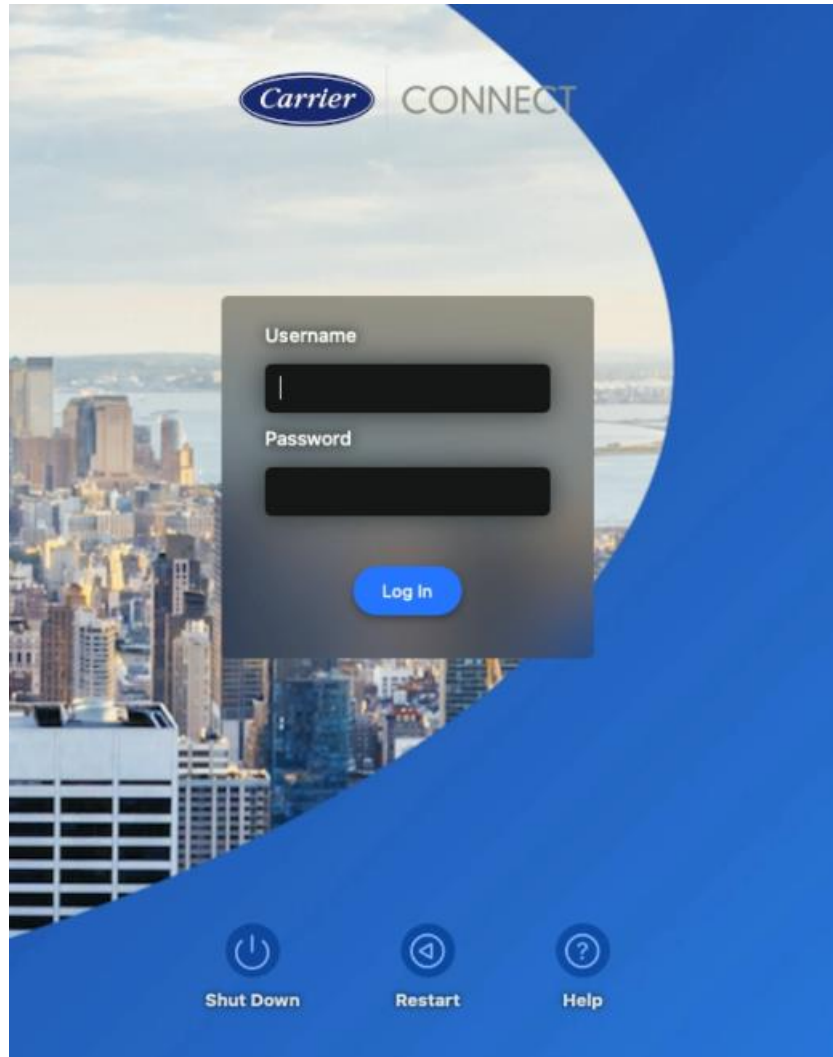 Carrier CONNECT
Username
Password
Log In
Shut Down Restart Help